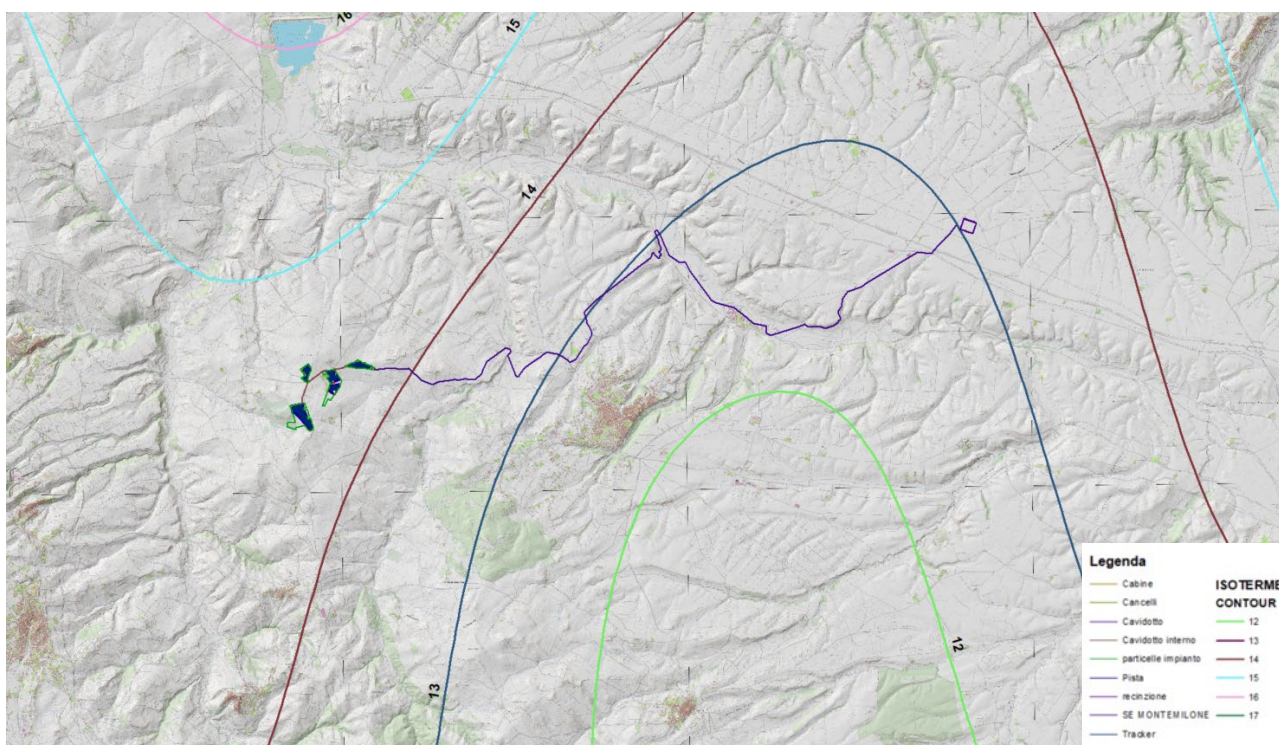 16
15
14
13
12
Legenda
Cabine
Cancelli
Cavidotto
Cavidotto interno
particelle impianto
Pista
recinzione
SE MONTEMILONE
Tracker
ISOTERME
CONTOUR
12
13
14
15
16
17